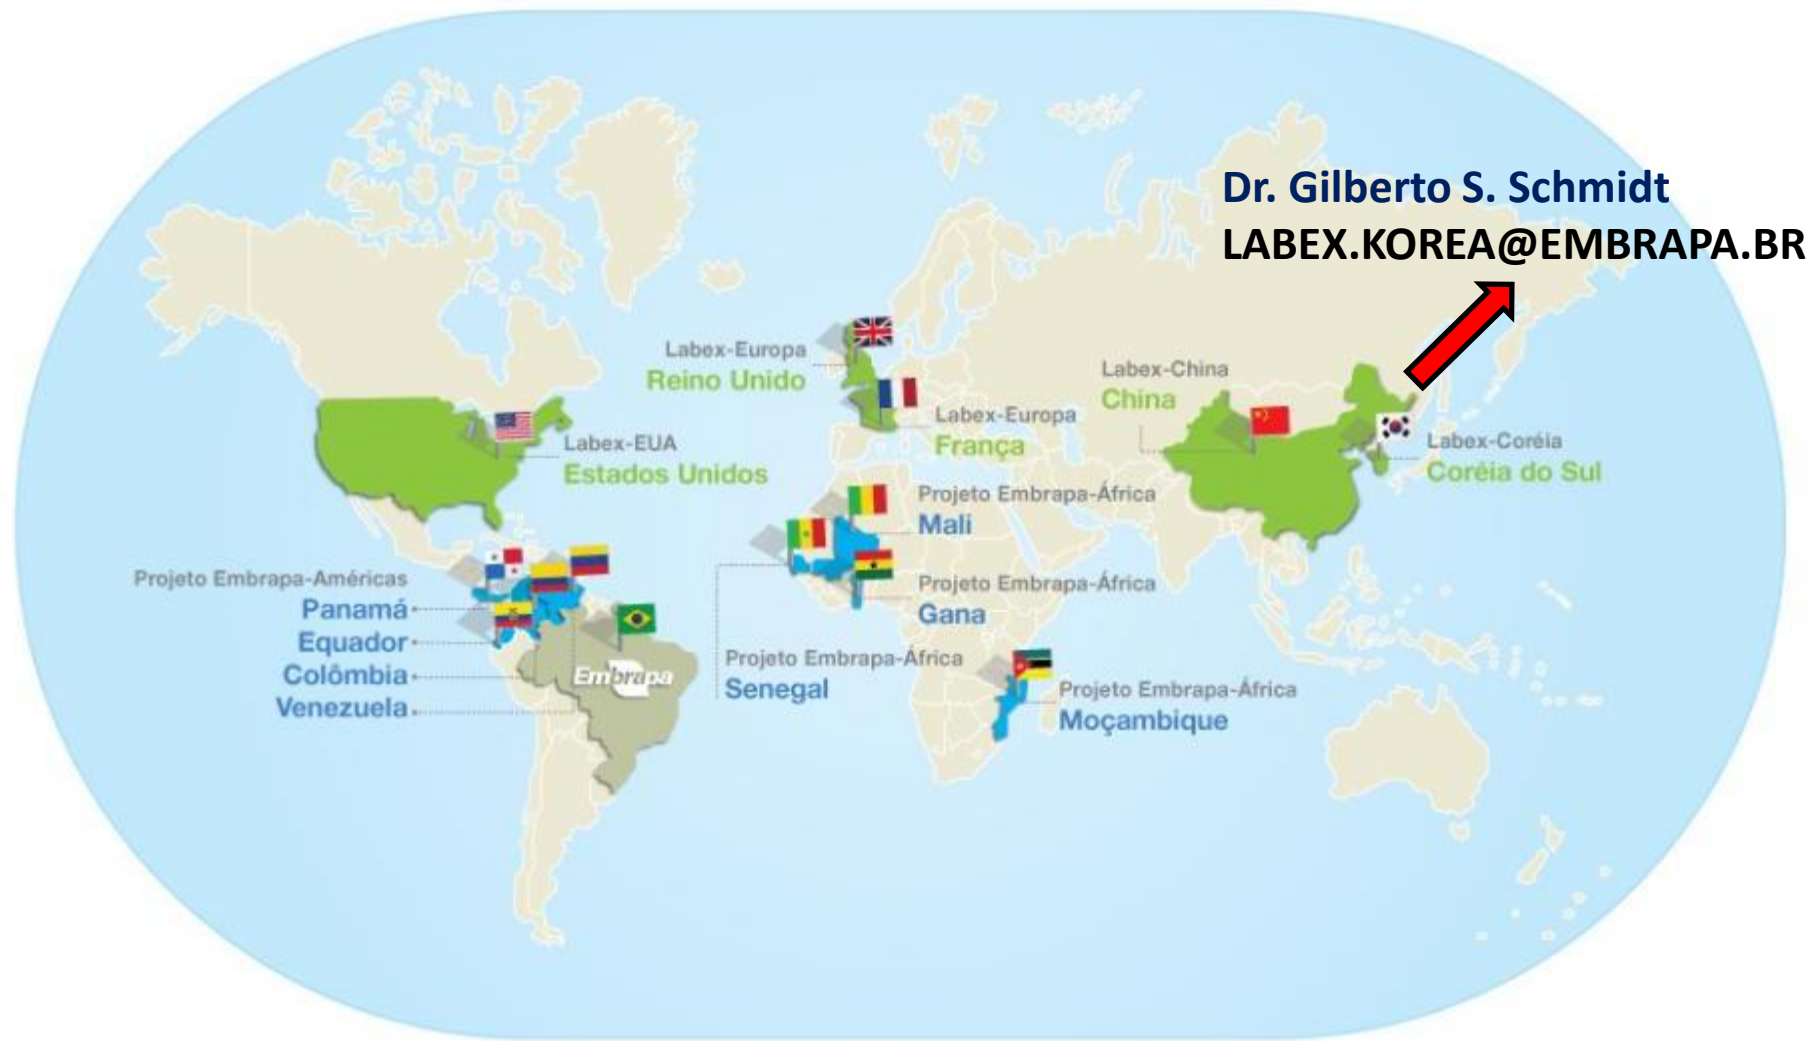 Dr. Gilberto S. Schmidt
LABEX.KOREA@EMBRAPA.BR
Labex-Europa
Reino Unido
Labex-China
China
Labex-Europa
França
Labex-EUA
Estados Unidos
Labex-Coréia
Coréia do Sul
Projeto Embrapa-África
Mali
Projeto Embrapa-Américas
Panamá
Equador
Colômbia
Venezuela
Projeto Embrapa-África
Gana
Embrapa
Projeto Embrapa-África
Senegal
Projeto Embrapa-África
Moçambique